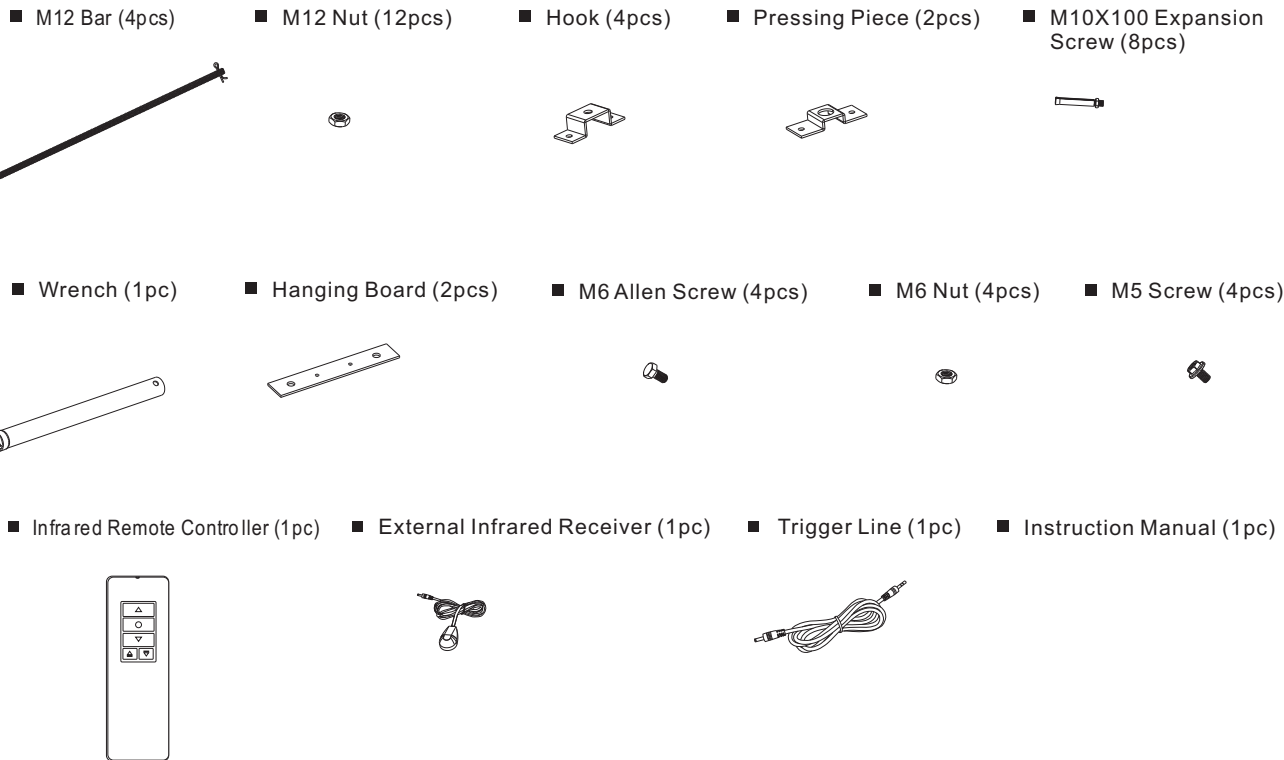 ■ M12 Bar (4pcs)
■ M12 Nut (12pcs)
■ Hook (4pcs)
■ Pressing Piece (2pcs)
■ M10X100 Expansion
Screw (8pcs)
■ Wrench (1pc)
■ Hanging Board (2pcs)
■ M6 Allen Screw (4pcs)
■ M6 Nut (4pcs)
■ M5 Screw (4pcs)
■ Infrared Remote Controller (1pc)
■ External Infrared Receiver (1pc)
■ Trigger Line (1pc)
■ Instruction Manual (1pc)